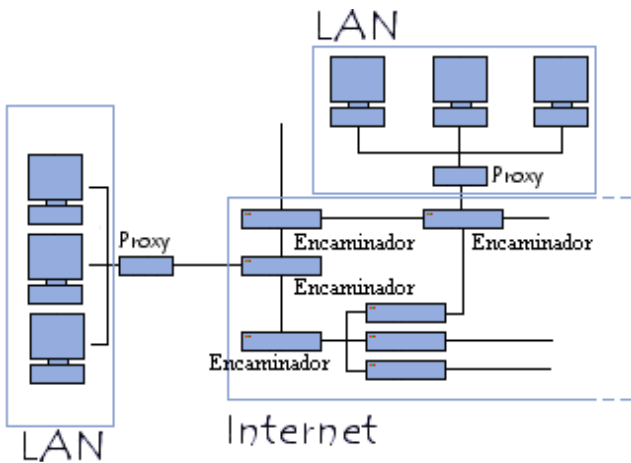 LAN
Proxy
Encaminador
Encaminador
Proxy
Encaminador
Encaminador
Internet
LAN